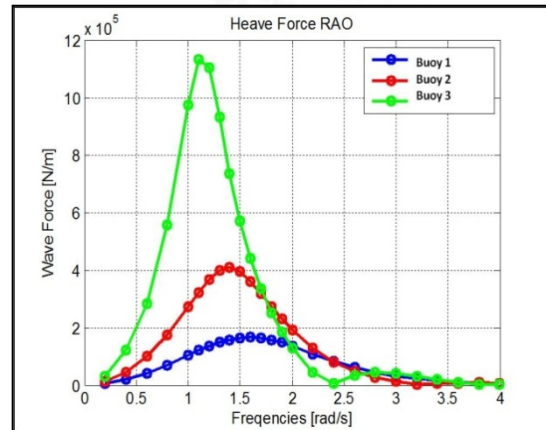 Heave Force RAO
x 10^5
12
10
8
6
4
2
0
Wave Force [N/m]
0 0.5 1 1.5 2 2.5 3 3.5 4
Freqencies [rad/s]
Buoy 1
Buoy 2
Buoy 3